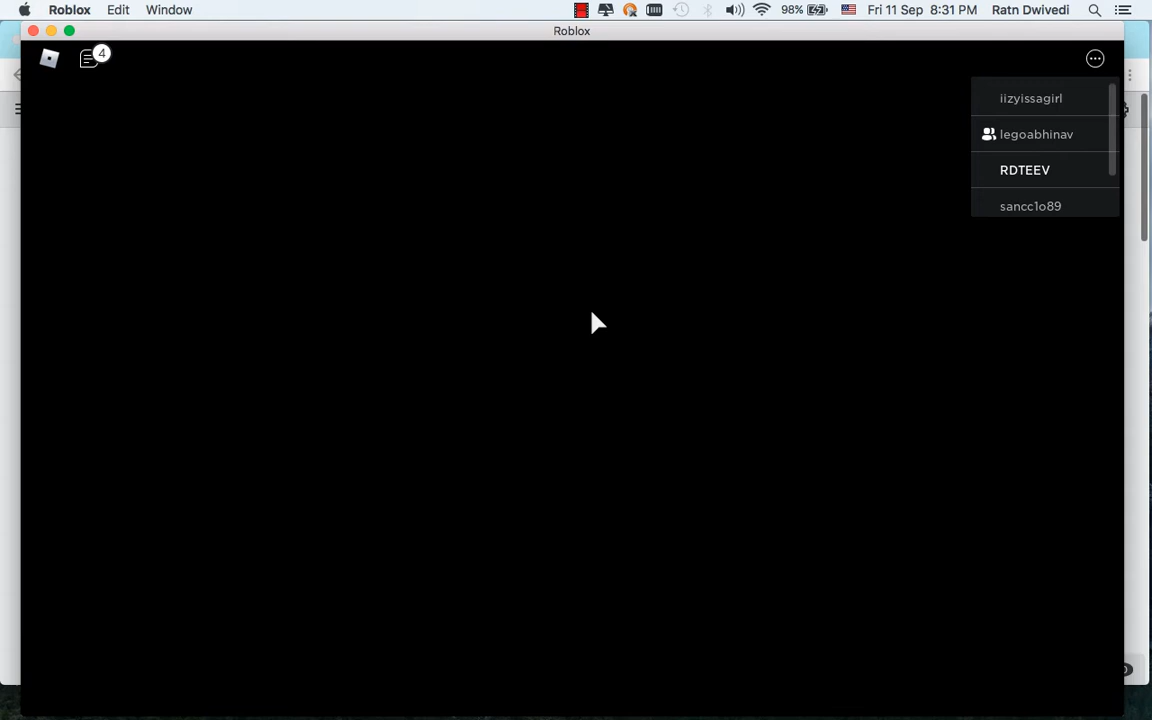 Roblox Edit Window 98% Fri 11 Sep 8:31 PM Ratn Dwivedi
Roblox
4
iizyissagirl
legoabhinav
RDTEEV
sancc1o89